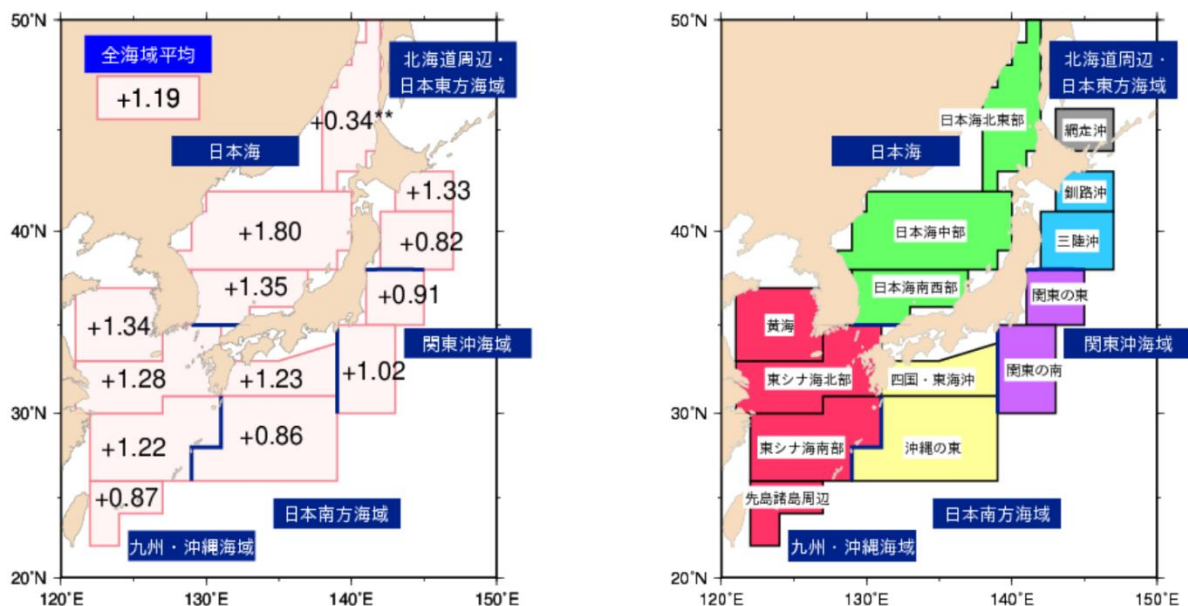 50°N
全海域平均
+1.19
北海道周辺・
日本東方海域
+0.34**
日本海
+1.33
40°N
+1.80
+0.82
+1.35
+0.91
+1.34
関東沖海域
+1.28
+1.23
+1.02
30°N
+1.22
+0.86
+0.87
日本南方海域
九州・沖縄海域
20°N
120°E
130°E
140°E
150°E
50°N
北海道周辺・
日本東方海域
日本海北東部
網走沖
日本海
釧路沖
40°N
日本海中部
三陸沖
日本海南西部
関東の東
黄海
関東沖海域
関東の南
東シナ海北部
四国・東海沖
30°N
東シナ海南部
沖縄の東
先島諸島周辺
日本南方海域
九州・沖縄海域
20°N
120°E
130°E
140°E
150°E